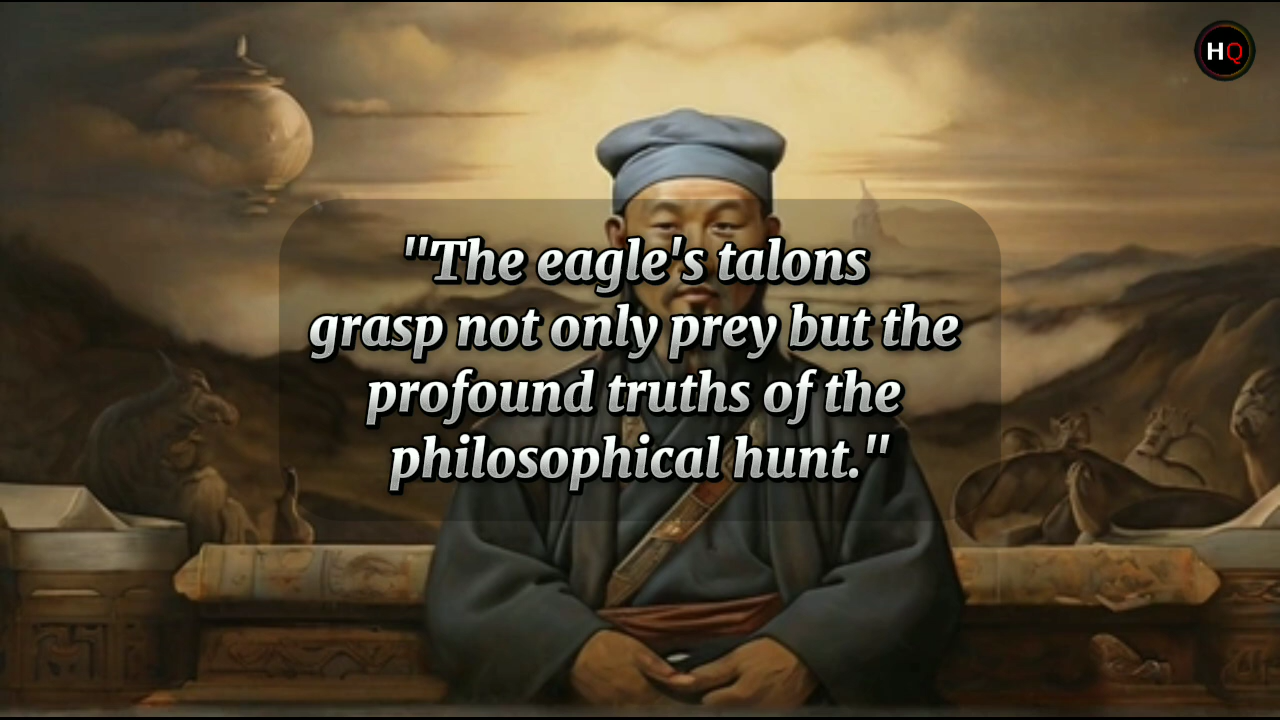 HQ
"The eagle's talons
grasp not only prey but the
profound truths of the
philosophical hunt."